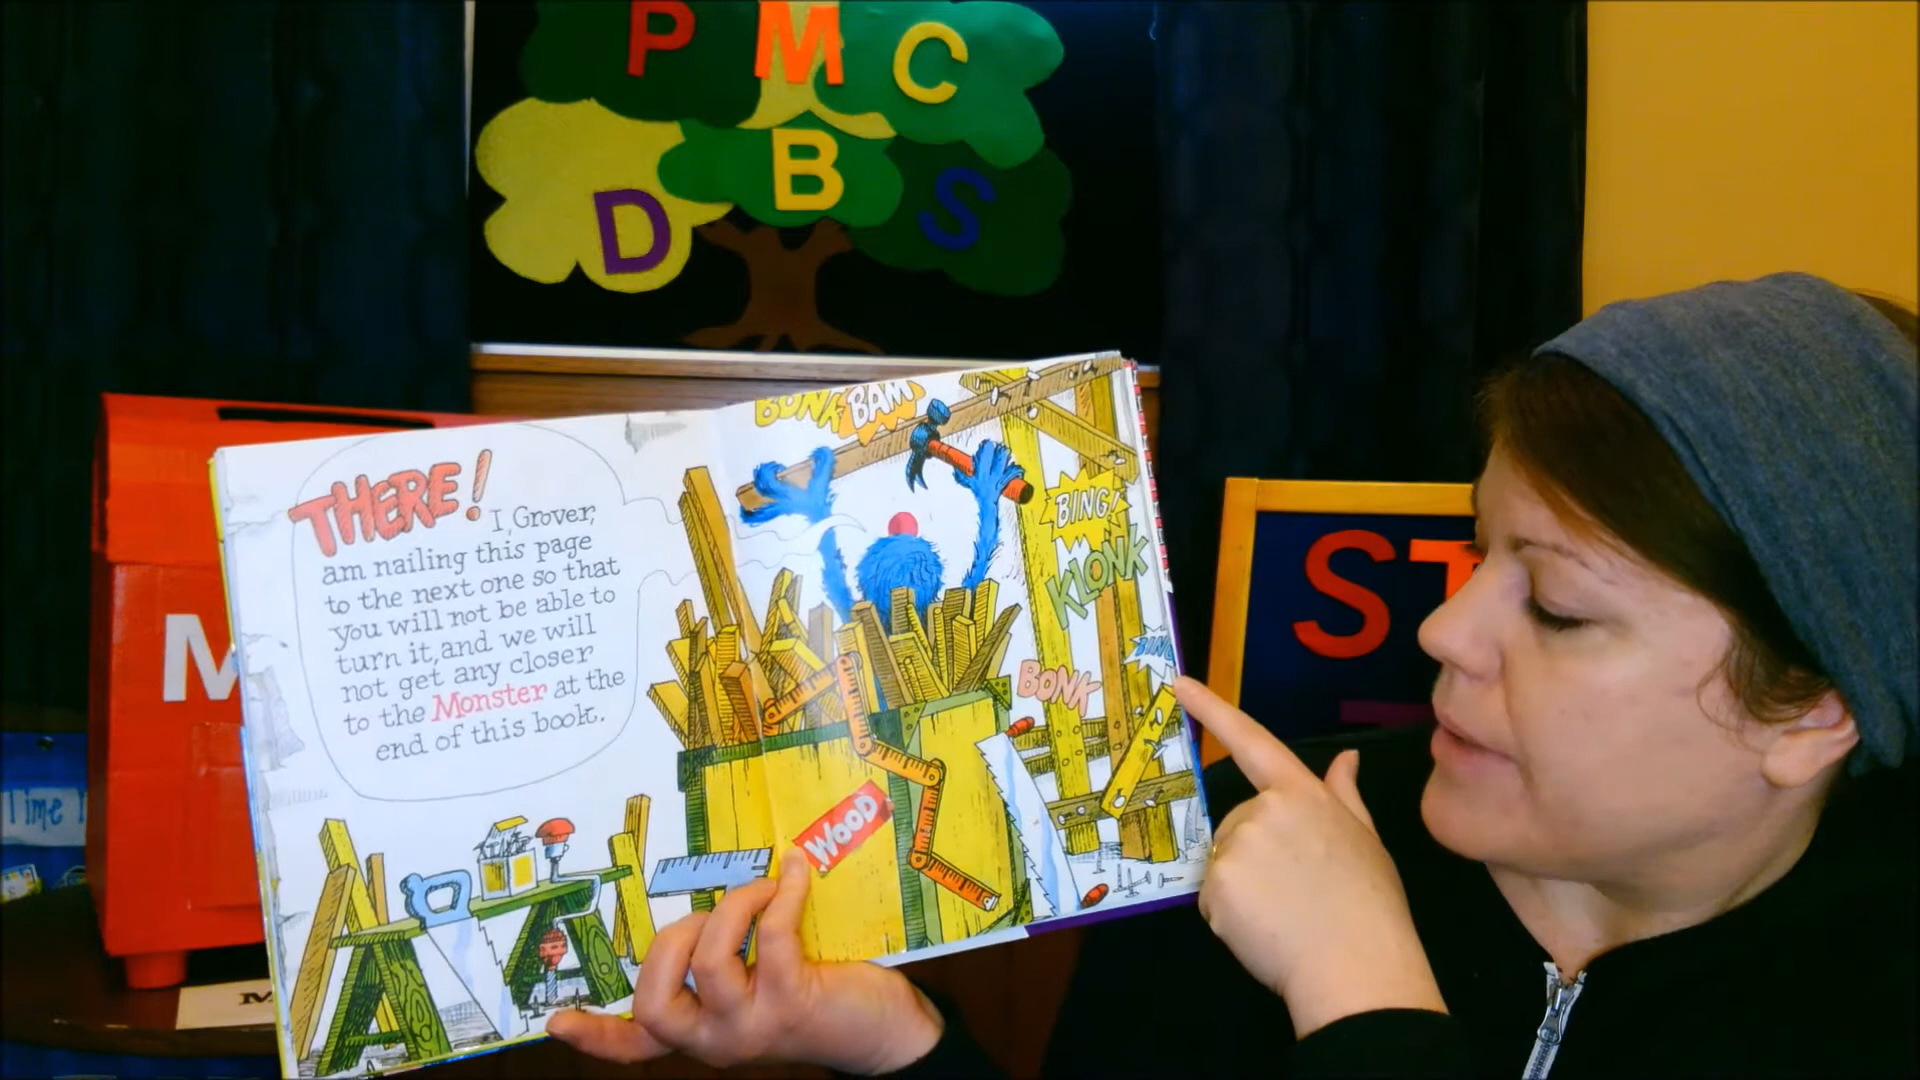 P M C
B
D S
THERE! I, Grover,
am nailing this page
to the next one so that
you will not be able to
turn it, and we will
not get any closer
to the Monster at the
end of this book.
BONK BAM
BING!
KLONK
BING
BONK
WOOD
M
Time
ST
M